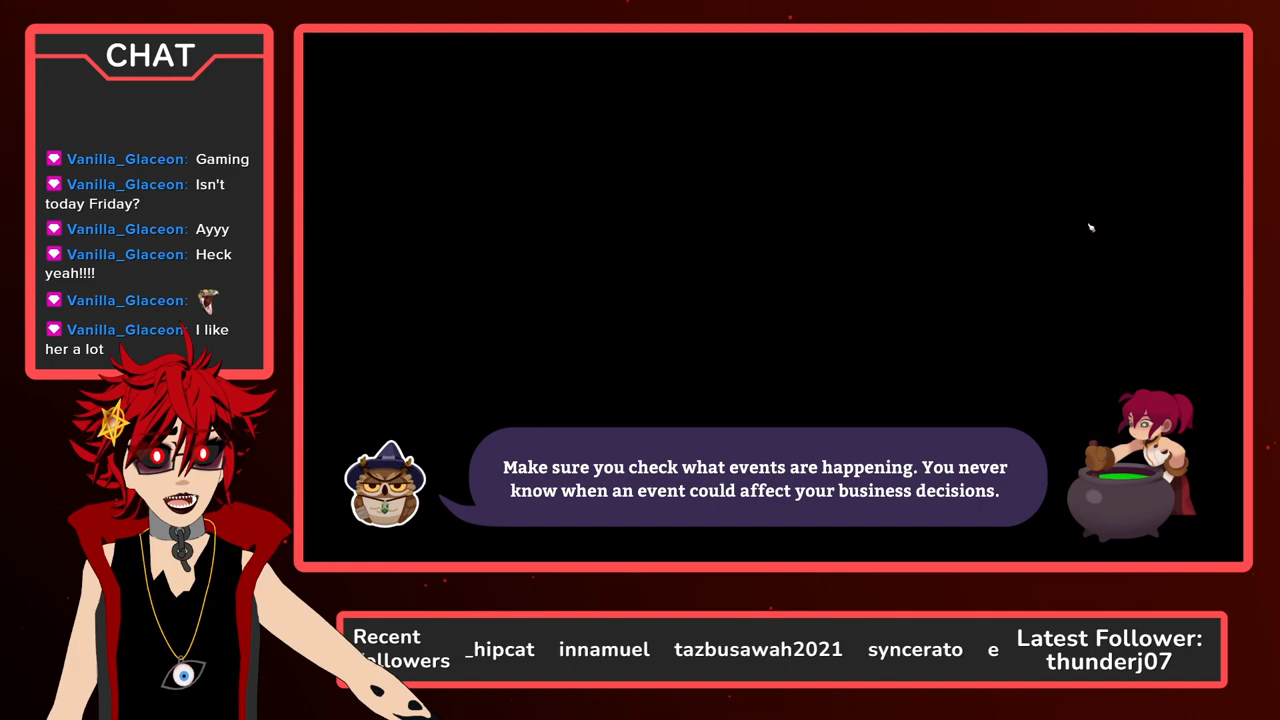 CHAT
Vanilla_Glaceon: Gaming
Vanilla_Glaceon: Isn't
today Friday?
Vanilla_Glaceon: Ayyy
Vanilla_Glaceon: Heck
yeah!!!!
Vanilla_Glaceon:
Vanilla_Glaceon: I like
her a lot
Make sure you check what events are happening. You never
know when an event could affect your business decisions.
Recent
Followers
_hipcat innamuel tazbusawah2021 syncerato e
Latest Follower:
thunderj07